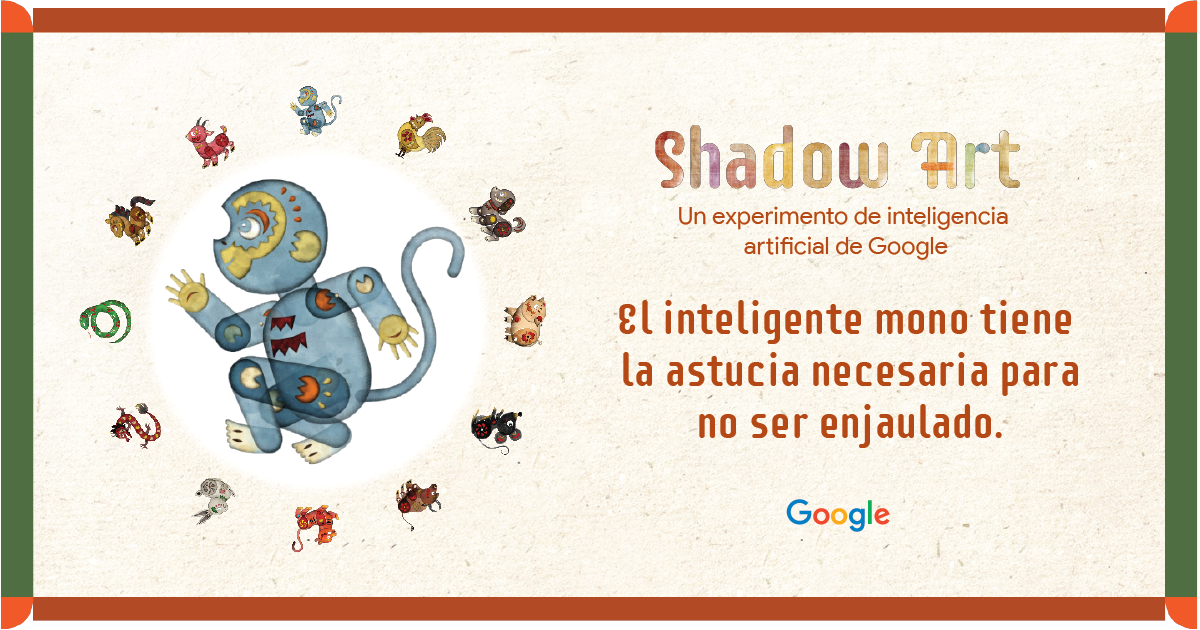 Shadow Art
Un experimento de inteligencia
artificial de Google
El inteligente mono tiene
la astucia necesaria para
no ser enjaulado.
Google